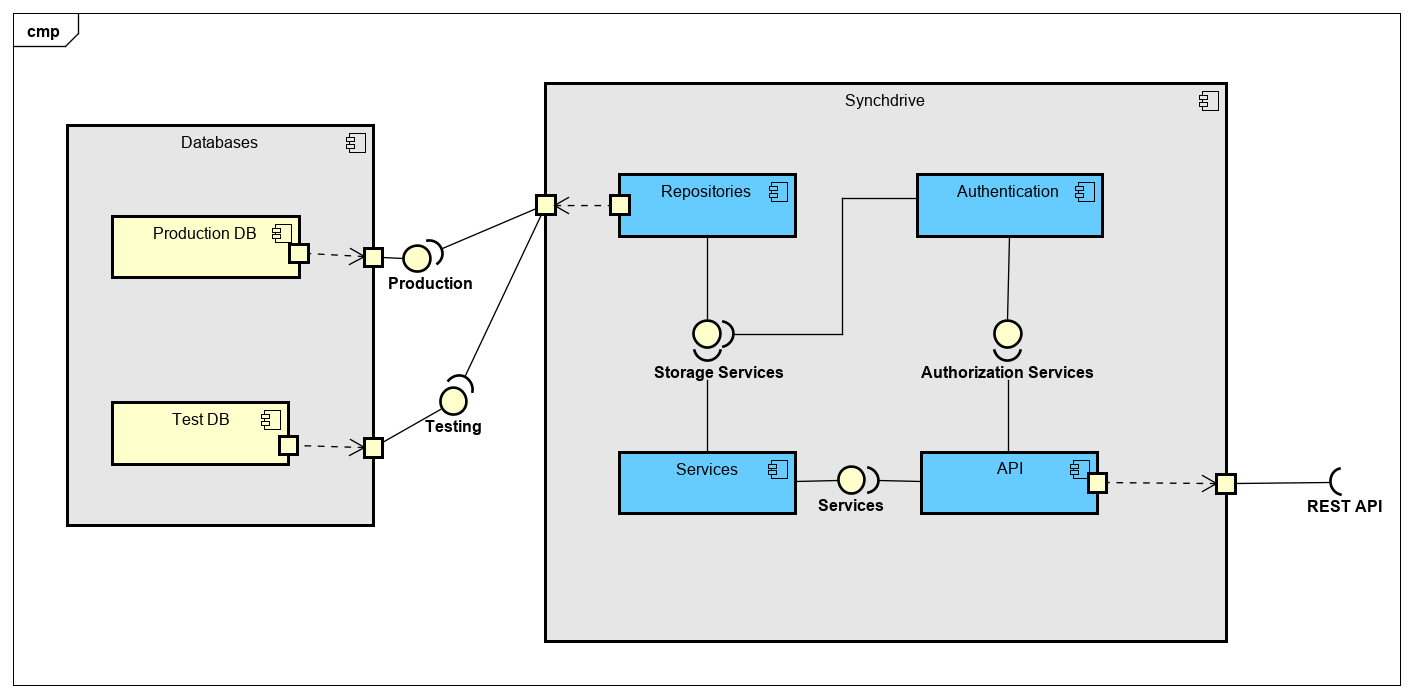 cmp
Synchdrive
Databases
Repositories
Authentication
Production DB
Production
Storage Services
Authorization Services
Test DB
Testing
Services
API
Services
REST API